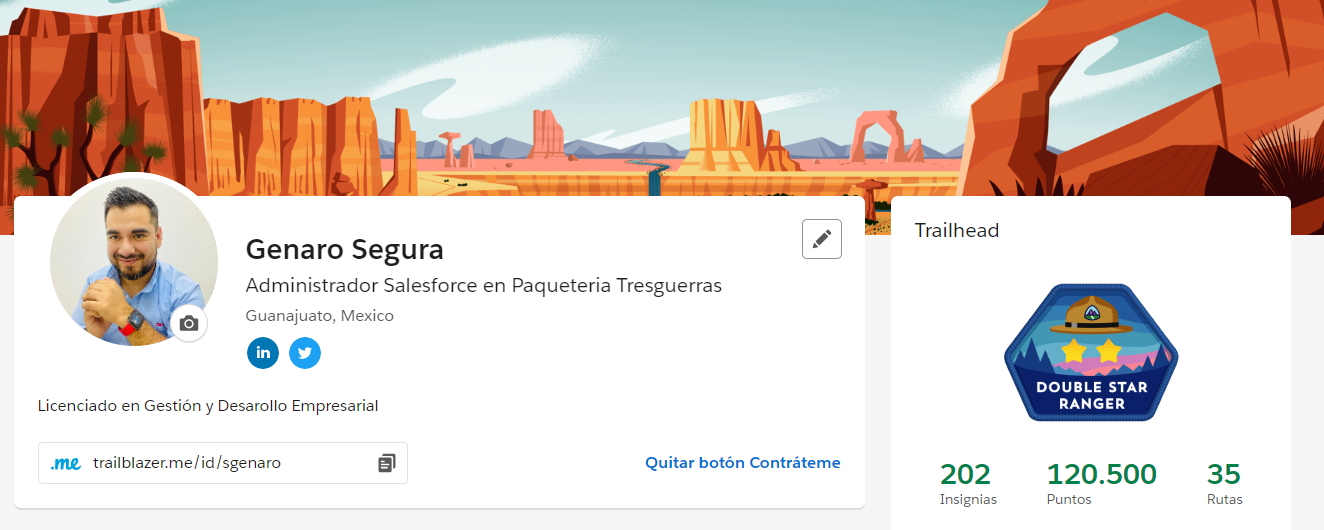 Genaro Segura
Administrador Salesforce en Paqueteria Tresguerras
Guanajuato, Mexico
in
Licenciado en Gestión y Desarollo Empresarial
.me trailblazer.me/id/sgenaro
Quitar botón Contráteme
Trailhead
DOUBLE STAR
RANGER
202 120.500 35
Insignias Puntos Rutas